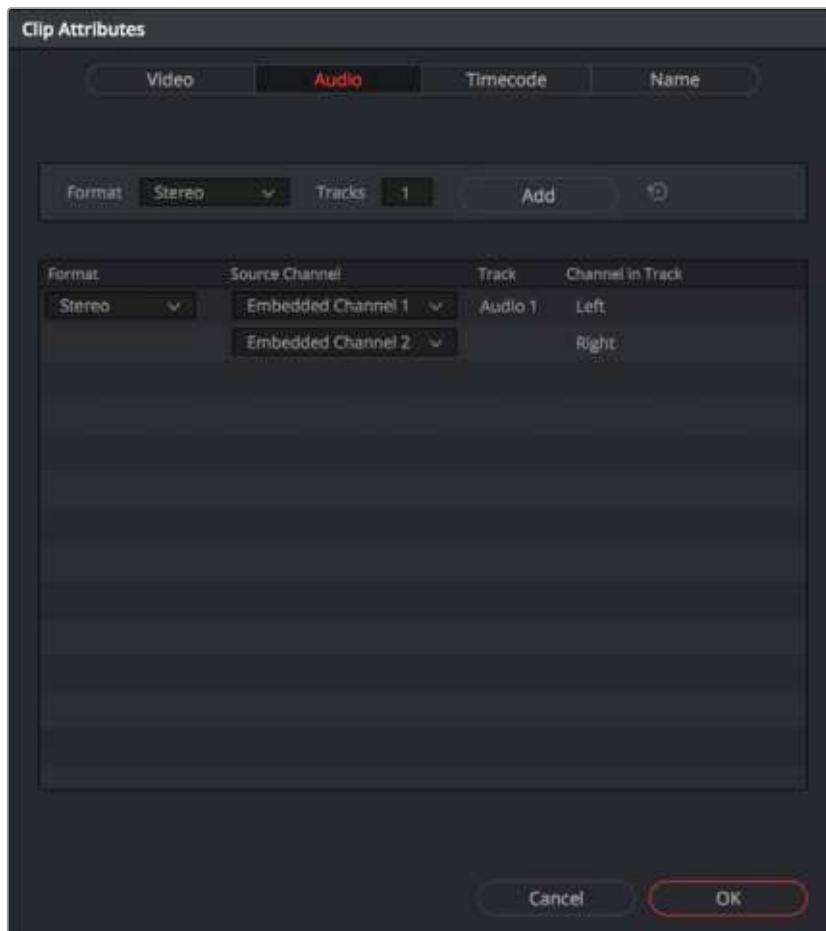 Clip Attributes
Video Audio Timecode Name
Format Stereo Tracks 1 Add
Format Source Channel Track Channel in Track
Stereo Embedded Channel 1 Audio 1 Left
Embedded Channel 2 Right
Cancel OK